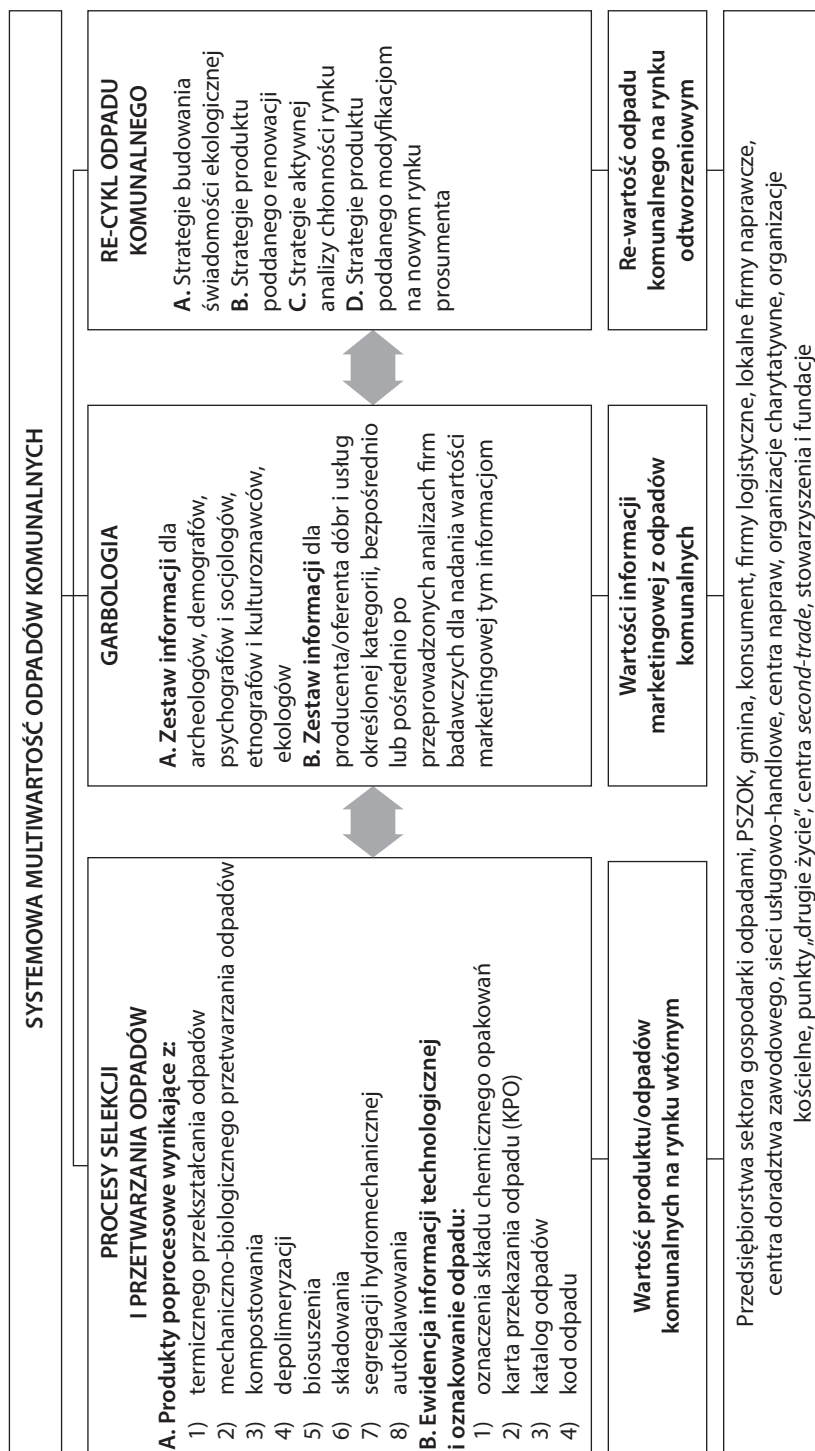 SYSTEMOWA MULTIWARTOŚĆ ODPADÓW KOMUNALNYCH
PROCESY SELEKCJI
I PRZETWARZANIA ODPADÓW
A. Produkty poprocesowe wynikające z:
1) termicznego przekształcania odpadów
2) mechaniczno-biologicznego przetwarzania odpadów
3) kompostowania
4) depolimeryzacji
5) biosuszenia
6) składowania
7) segregacji hydromechanicznej
8) autoklawowania
B. Ewidencja informacji technologicznej
i oznakowanie odpadu:
1) oznaczenia składu chemicznego opakowań
2) karta przekazania odpadu (KPO)
3) katalog odpadów
4) kod odpadu
GARBOLOGIA
A. Zestaw informacji dla
archeologów, demografów,
psychografów i socjologów,
etnografów i kulturoznawców,
ekologów
B. Zestaw informacji dla
producenta/oferenta dóbr i usług
określonej kategorii, bezpośrednio
lub pośrednio po
przeprowadzonych analizach firm
badawczych dla nadania wartości
marketingowej tym informacjom
RE-CYKL ODPADU
KOMUNALNEGO
A. Strategie budowania
świadomości ekologicznej
B. Strategie produktu
poddanego renowacji
C. Strategie aktywnej
analizy chłonności rynku
D. Strategie produktu
poddanego modyfikacjom
na nowym rynku
prosumenta
Wartość produktu/odpadów
komunalnych na rynku wtórnym
Wartości informacji
marketingowej z odpadów
komunalnych
Re-wartość odpadu
komunalnego na rynku
odtworzeniowym
Przedsiębiorstwa sektora gospodarki odpadami, PSZOK, gmina, konsument, firmy logistyczne, lokalne firmy naprawcze,
centra doradztwa zawodowego, sieci usługowo-handlowe, centra napraw, organizacje charytatywne, organizacje
kościelne, punkty „drugie życie”, centra second-trade, stowarzyszenia i fundacje